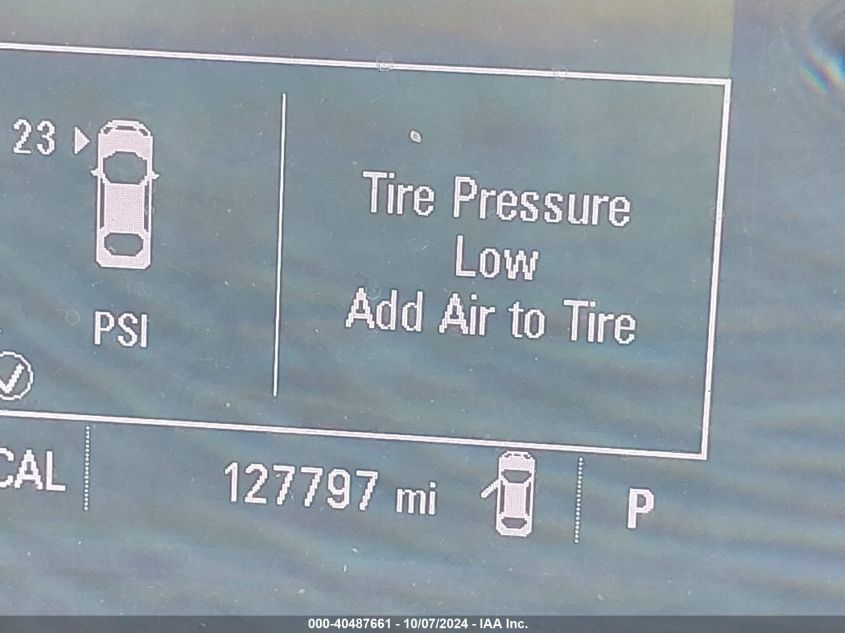 23
Tire Pressure
Low
Add Air to Tire
PSI
CAL
127797 mi
P
000-40487661 - 10/07/2024 - IAA Inc.